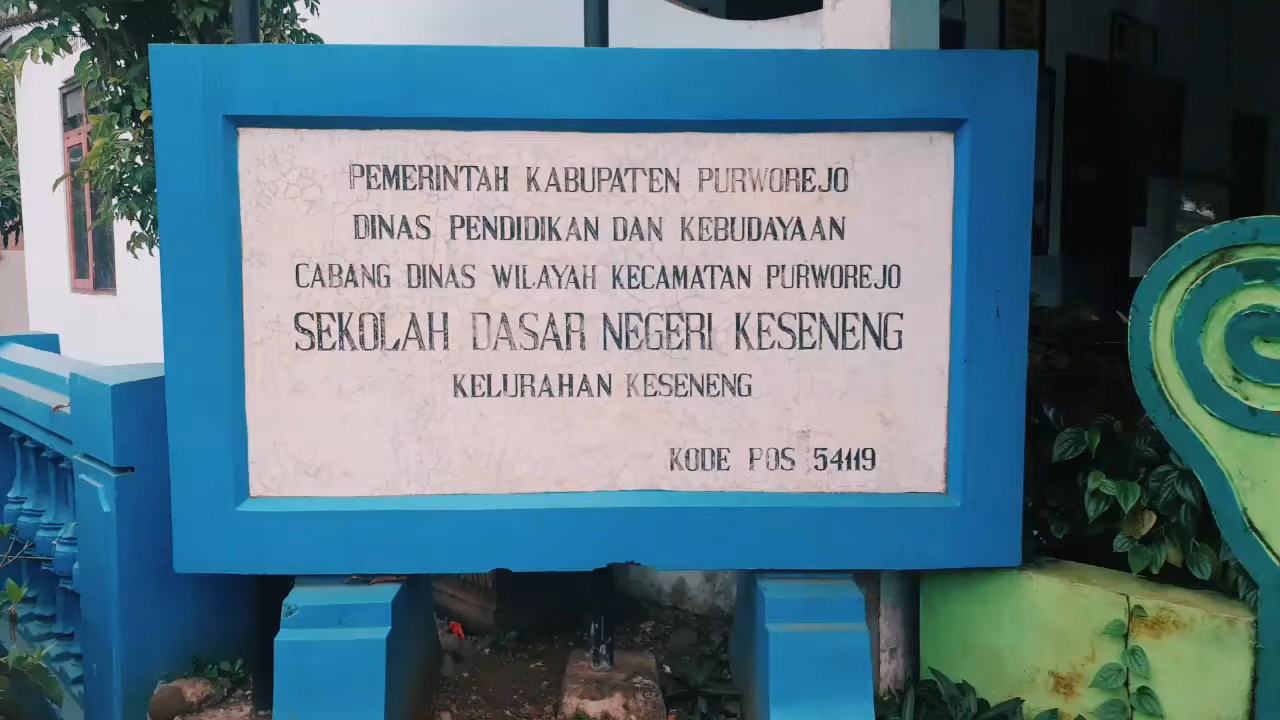 PEMERINTAH KABUPATEN PURWOREJO
DINAS PENDIDIKAN DAN KEBUDAYAAN
CABANG DINAS WILAYAH KECAMATAN PURWOREJO
SEKOLAH DASAR NEGERI KESENENG
KELURAHAN KESENENG
KODE POS 54119